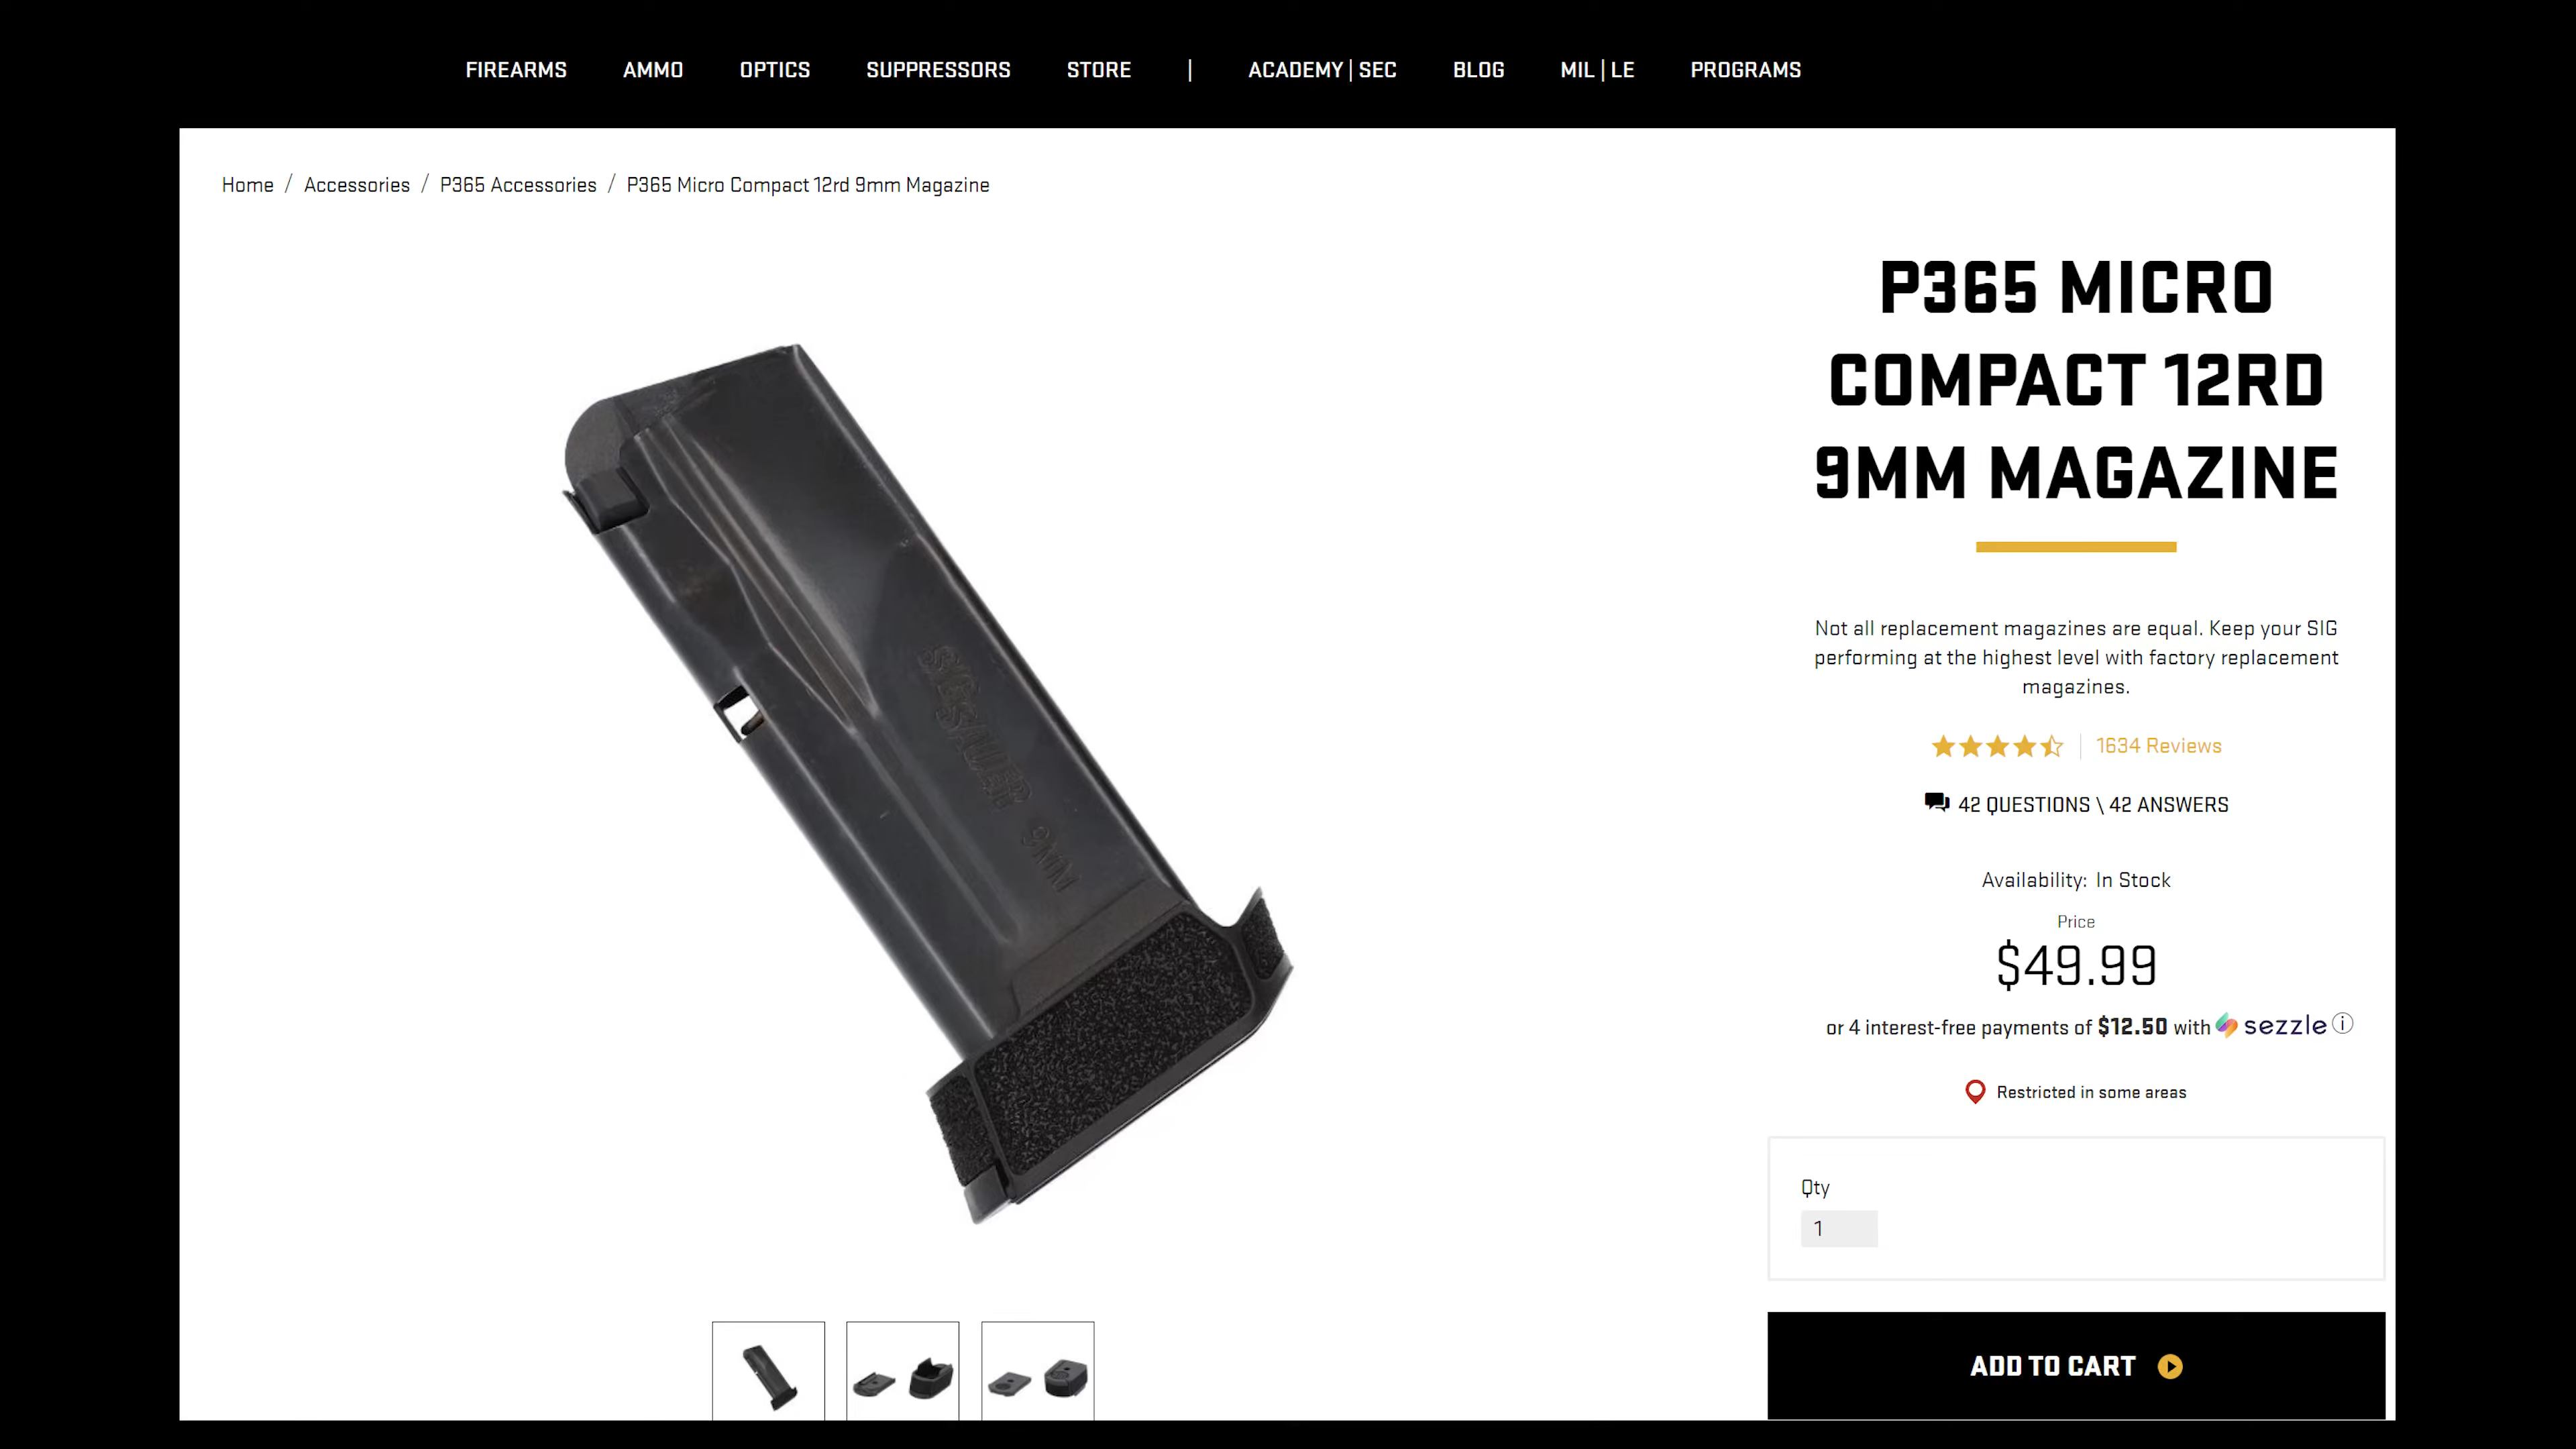 FIREARMS AMMO OPTICS SUPPRESSORS STORE | ACADEMY | SEC BLOG MIL | LE PROGRAMS
Home / Accessories / P365 Accessories / P365 Micro Compact 12rd 9mm Magazine
P365 MICRO
COMPACT 12RD
9MM MAGAZINE
Not all replacement magazines are equal. Keep your SIG
performing at the highest level with factory replacement
magazines.
1634 Reviews
42 QUESTIONS \ 42 ANSWERS
Availability: In Stock
Price
$49.99
or 4 interest-free payments of $12.50 with sezzle
Restricted in some areas
Qty
1
ADD TO CART
SIG SAUER 9MM